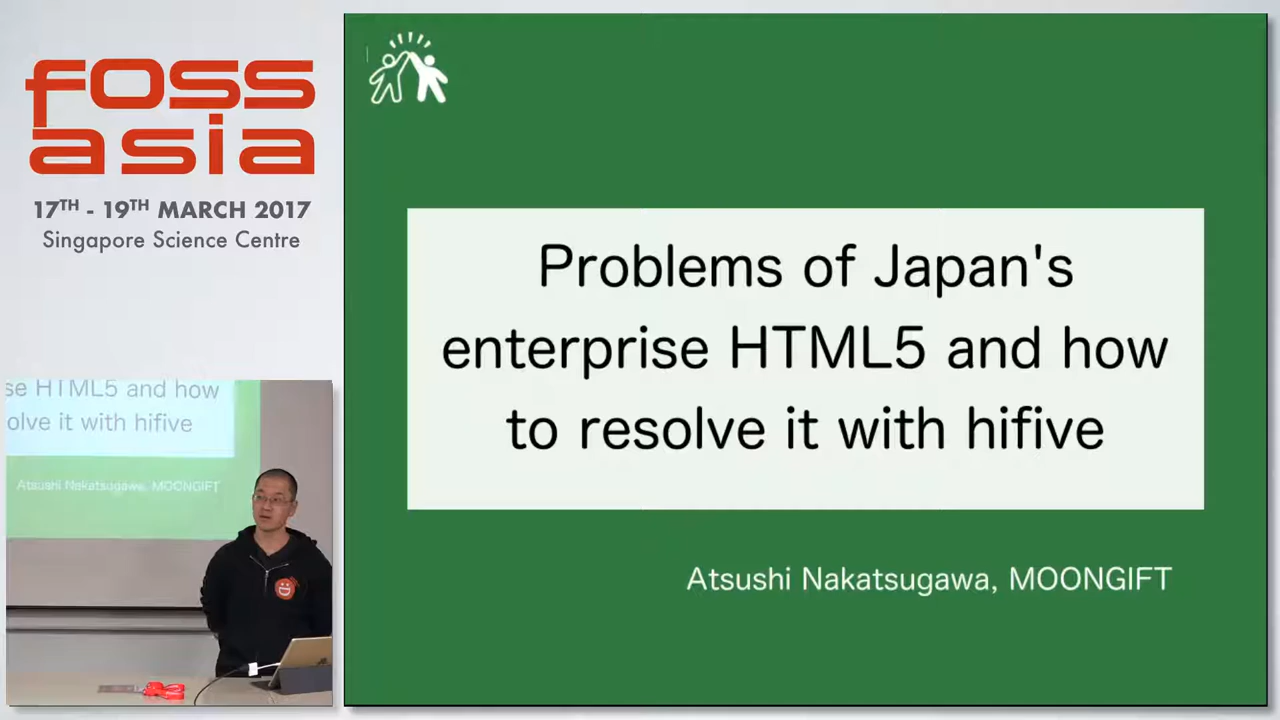 foss
asia
17TH - 19TH MARCH 2017
Singapore Science Centre
Problems of Japan's
enterprise HTML5 and how
to resolve it with hifive
Atsushi Nakatsugawa, MOONGIFT
se HTML5 and how
olve it with hifive
Atsushi Nakatsugawa, MOONGIFT